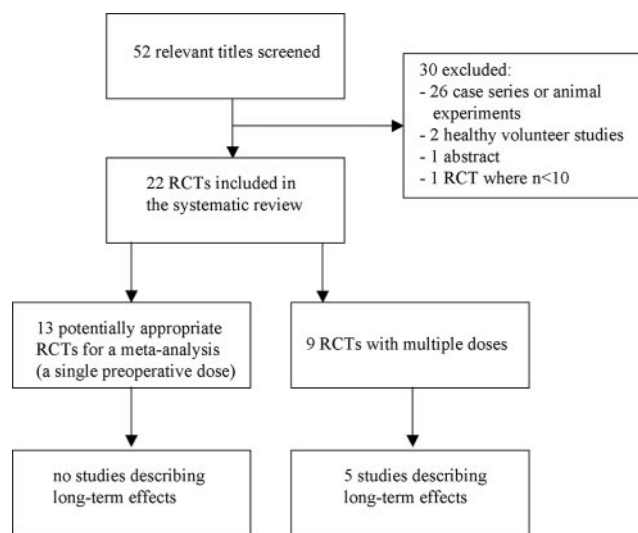 52 relevant titles screened
30 excluded:
- 26 case series or animal
experiments
- 2 healthy volunteer studies
- 1 abstract
- 1 RCT where n<10
22 RCTs included in
the systematic review
13 potentially appropriate
RCTs for a meta-analysis
(a single preoperative dose)
9 RCTs with multiple doses
no studies describing
long-term effects
5 studies describing
long-term effects